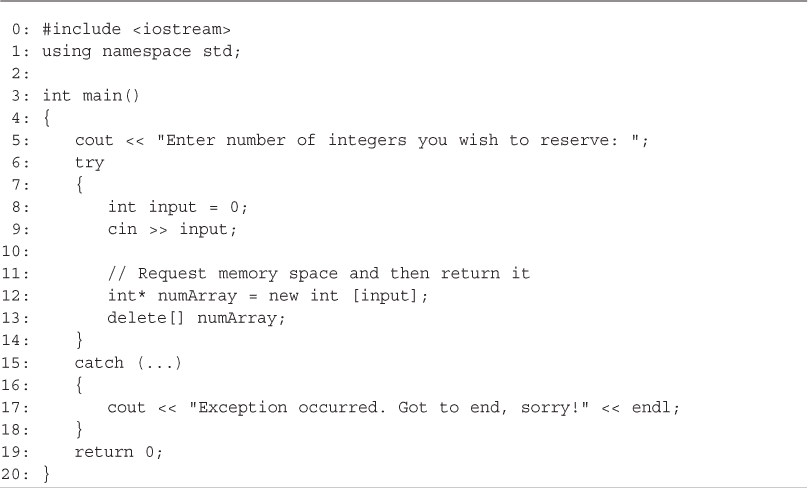 0: #include <iostream>
1: using namespace std;
2:
3: int main()
4: {
5:    cout << "Enter number of integers you wish to reserve: ";
6:    try
7:    {
8:       int input = 0;
9:       cin >> input;
10:
11:       // Request memory space and then return it
12:       int* numArray = new int [input];
13:       delete[] numArray;
14:    }
15:    catch (...)
16:    {
17:       cout << "Exception occurred. Got to end, sorry!" << endl;
18:    }
19:    return 0;
20: }